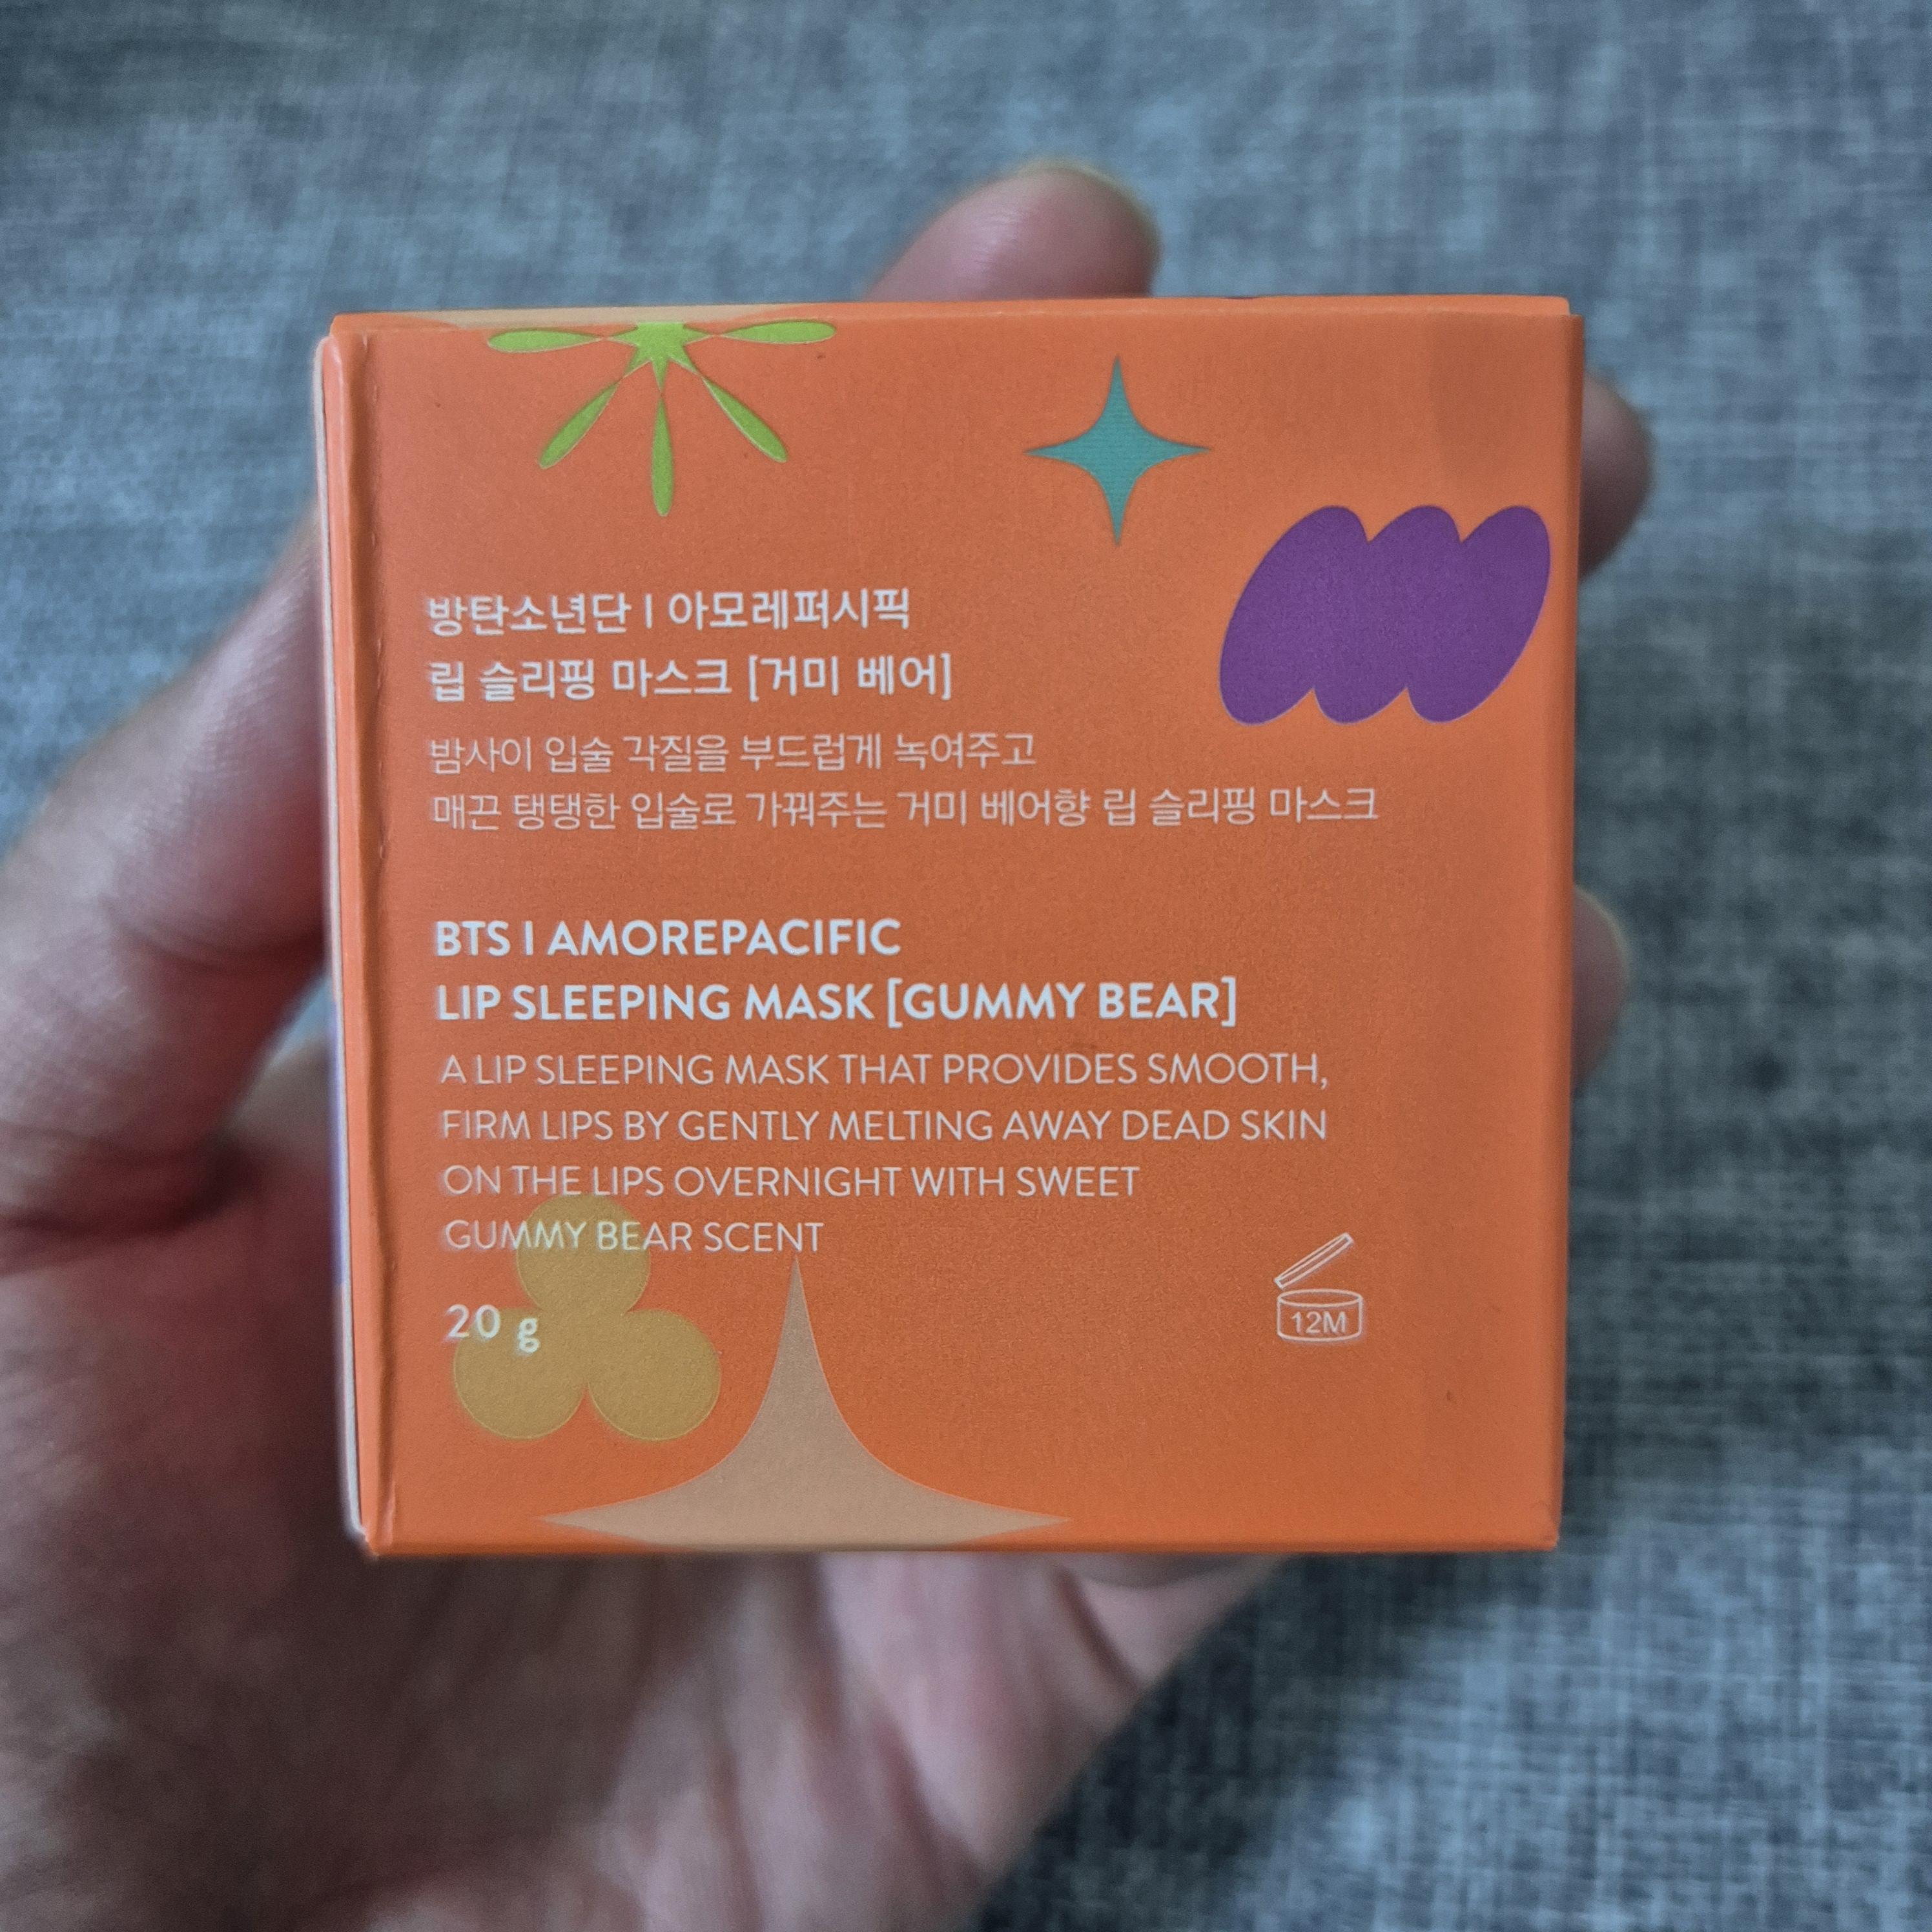 방탄소년단 | 아모레퍼시픽
립 슬리핑 마스크 [거미 베어]
밤사이 입술 각질을 부드럽게 녹여주고
매끈 탱탱한 입술로 가꿔주는 거미 베어향 립 슬리핑 마스크
BTS | AMOREPACIFIC
LIP SLEEPING MASK [GUMMY BEAR]
A LIP SLEEPING MASK THAT PROVIDES SMOOTH,
FIRM LIPS BY GENTLY MELTING AWAY DEAD SKIN
ON THE LIPS OVERNIGHT WITH SWEET
GUMMY BEAR SCENT
20 g
12M